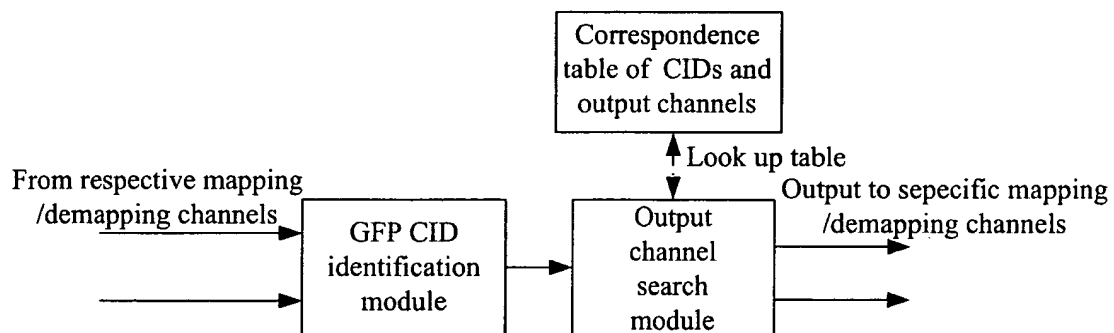 Correspondence
table of CIDs and
output channels
Look up table
From respective mapping
/demapping channels
GFP CID
identification
module
Output
channel
search
module
Output to sepecific mapping
/demapping channels